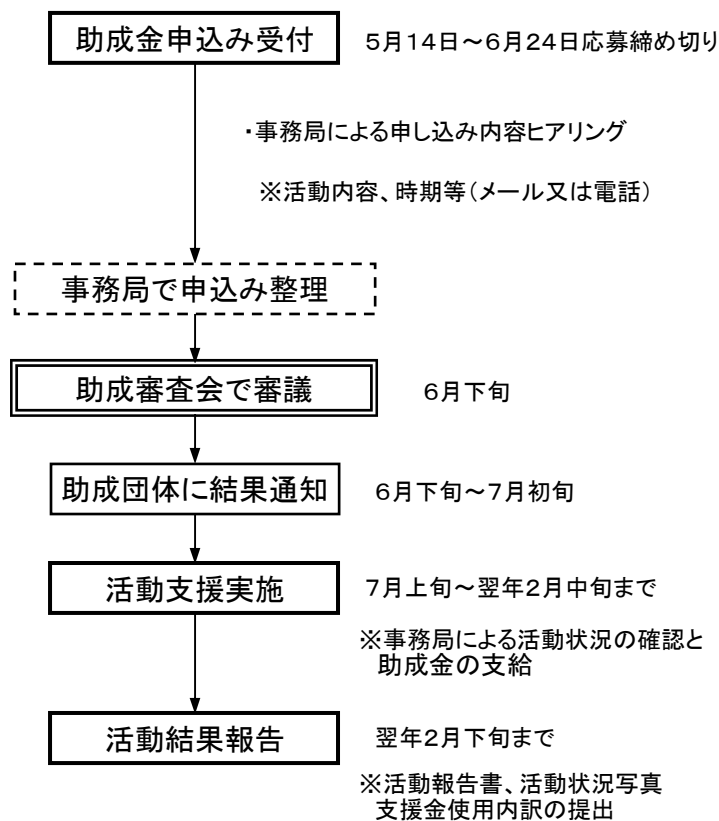 助成金申込み受付
5月14日～6月24日応募締め切り
・事務局による申し込み内容ヒアリング
※活動内容、時期等(メール又は電話)
事務局で申込み整理
助成審査会で審議
6月下旬
助成団体に結果通知
6月下旬～7月初旬
活動支援実施
7月上旬～翌年2月中旬まで
※事務局による活動状況の確認と
助成金の支給
活動結果報告
翌年2月下旬まで
※活動報告書、活動状況写真
支援金使用内訳の提出